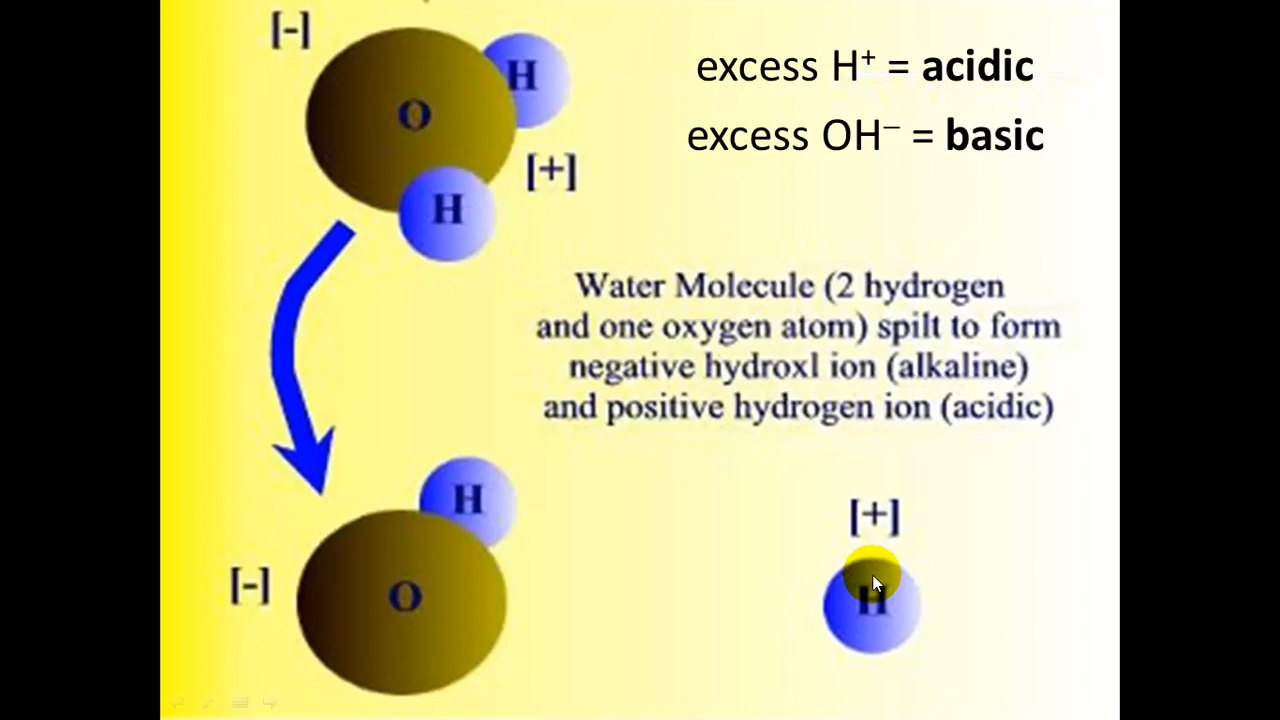 [-]
H
O
[+]
H
excess H⁺ = acidic
excess OH⁻ = basic
Water Molecule (2 hydrogen
and one oxygen atom) spilt to form
negative hydroxl ion (alkaline)
and positive hydrogen ion (acidic)
H
[-]
O
[+]
H